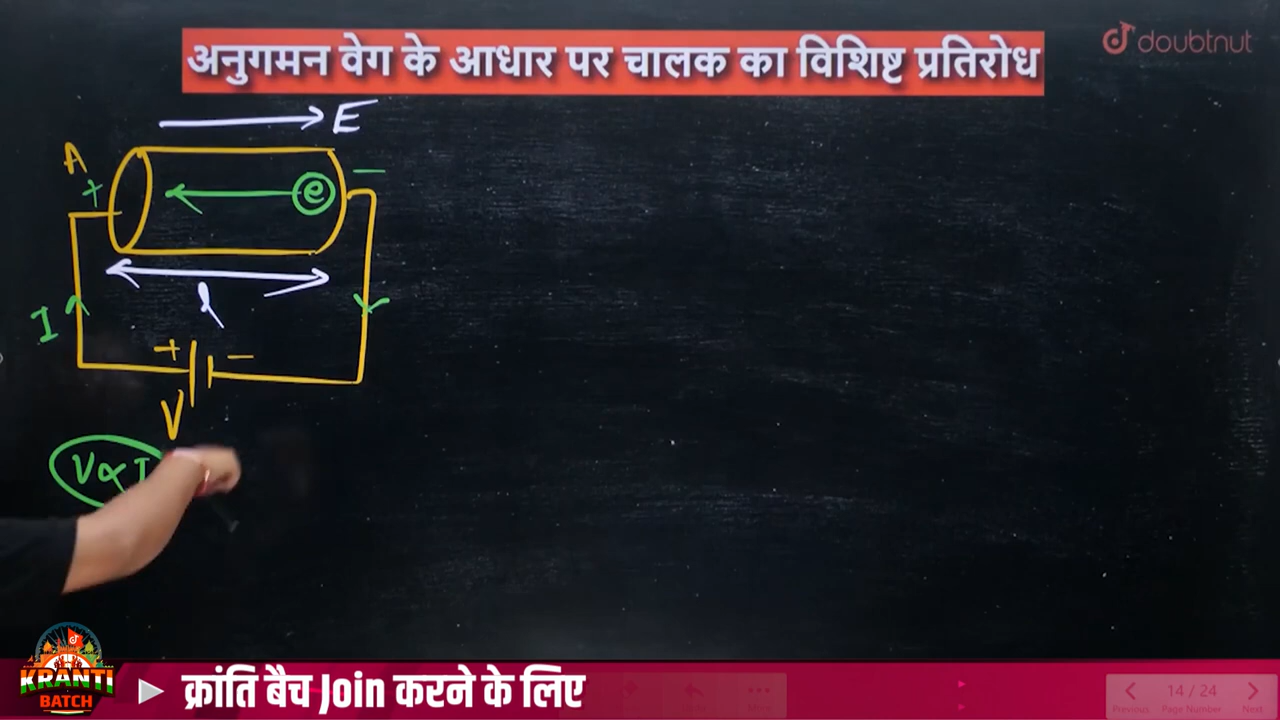 doubtnut
अनुगमन वेग के आधार पर चालक का विशिष्ट प्रतिरोध
E
A
+
e
−
l
I
+
−
V
V∝I
KRANTI
BATCH
क्रांति बैच Join करने के लिए
14 / 24
Previous
Page Number
Next